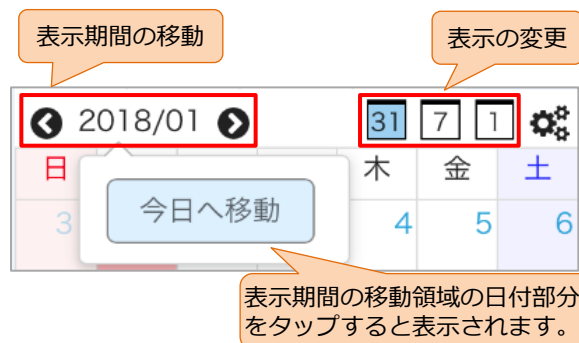 表示期間の移動
表示の変更
2018/01
31 7 1
日 木 金 土
今日へ移動
3 4 5 6
表示期間の移動領域の日付部分
をタップすると表示されます。